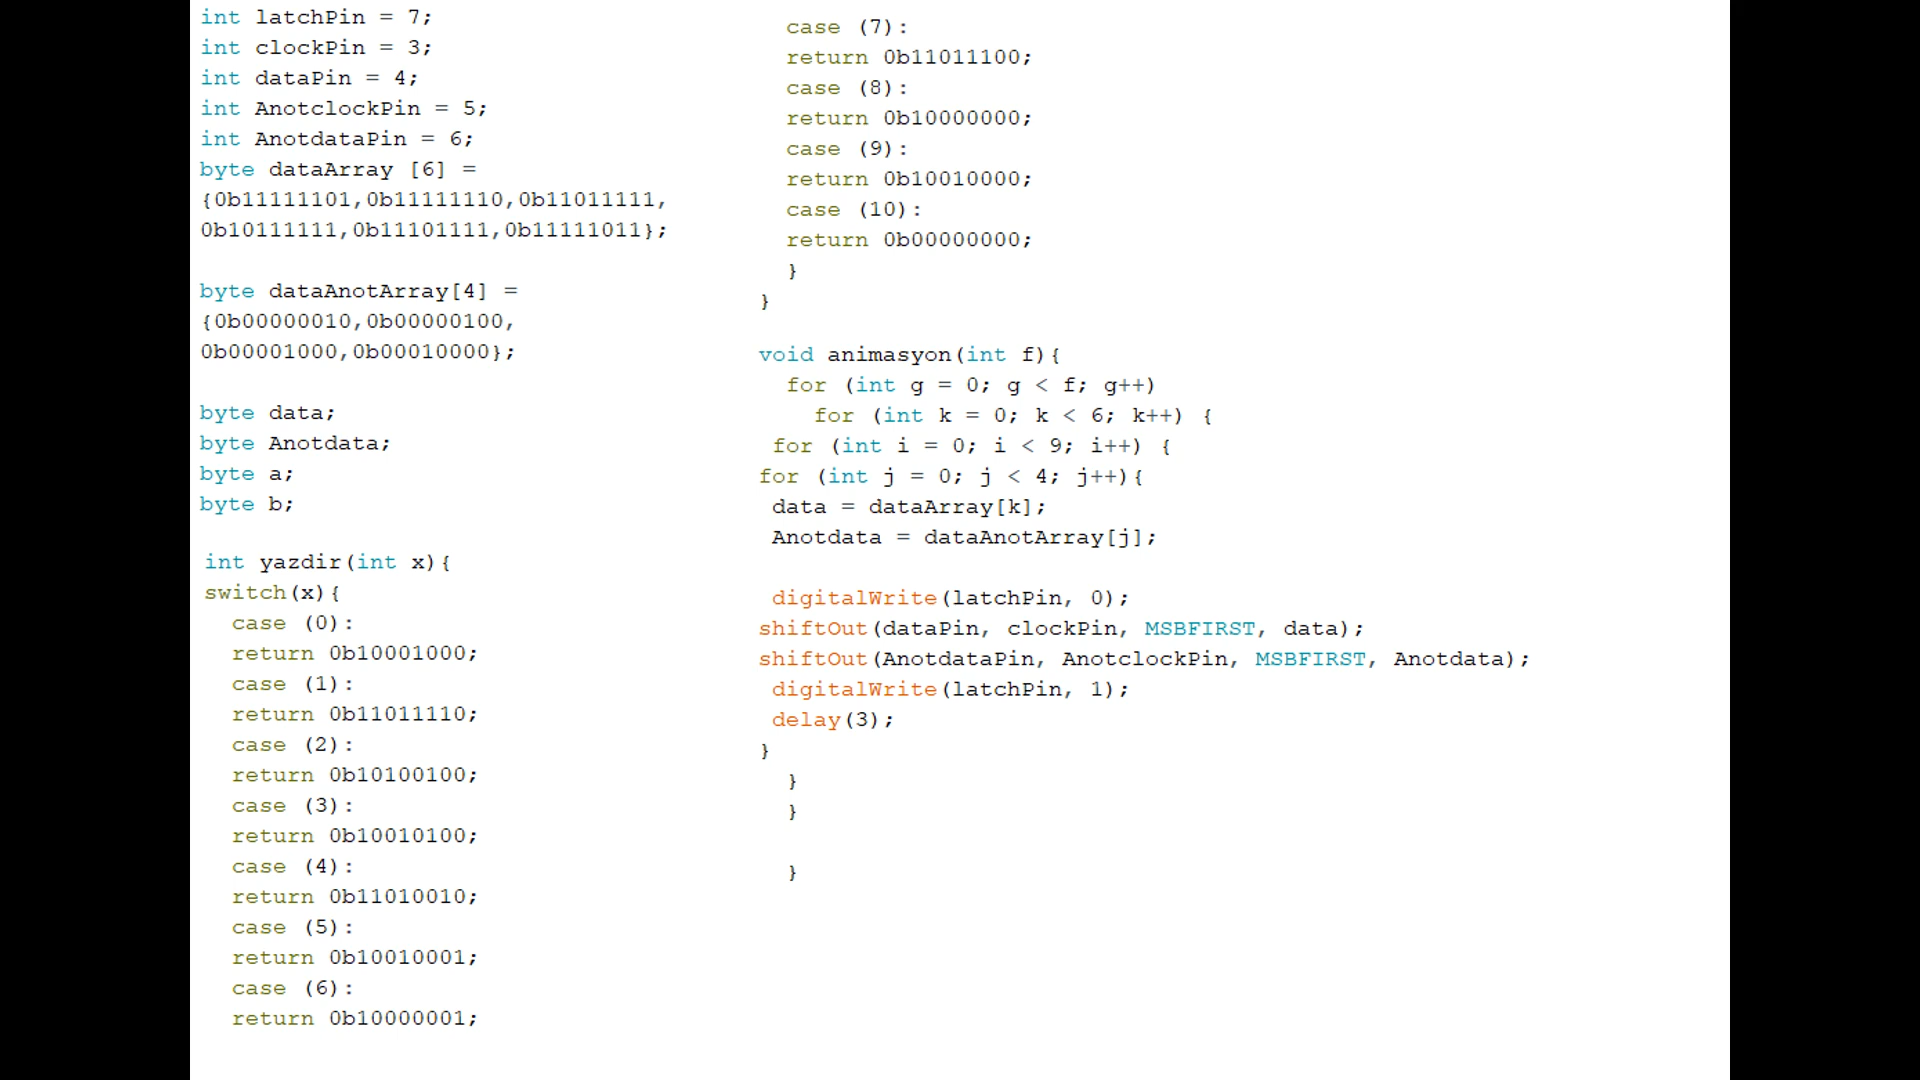 int latchPin = 7;
int clockPin = 3;
int dataPin = 4;
int AnotclockPin = 5;
int AnotdataPin = 6;
byte dataArray [6] =
{0b11111101,0b11111110,0b11011111,
0b10111111,0b11101111,0b11111011};
byte dataAnotArray[4] =
{0b00000010,0b00000100,
0b00001000,0b00010000};
byte data;
byte Anotdata;
byte a;
byte b;
int yazdir(int x){
switch(x){
case (0):
return 0b10001000;
case (1):
return 0b11011110;
case (2):
return 0b10100100;
case (3):
return 0b10010100;
case (4):
return 0b11010010;
case (5):
return 0b10010001;
case (6):
return 0b10000001;
case (7):
return 0b11011100;
case (8):
return 0b10000000;
case (9):
return 0b10010000;
case (10):
return 0b00000000;
}
}
void animasyon(int f){
for (int g = 0; g < f; g++)
for (int k = 0; k < 6; k++) {
for (int i = 0; i < 9; i++) {
for (int j = 0; j < 4; j++){
data = dataArray[k];
Anotdata = dataAnotArray[j];
digitalWrite(latchPin, 0);
shiftOut(dataPin, clockPin, MSBFIRST, data);
shiftOut(AnotdataPin, AnotclockPin, MSBFIRST, Anotdata);
digitalWrite(latchPin, 1);
delay(3);
}
}
}
}